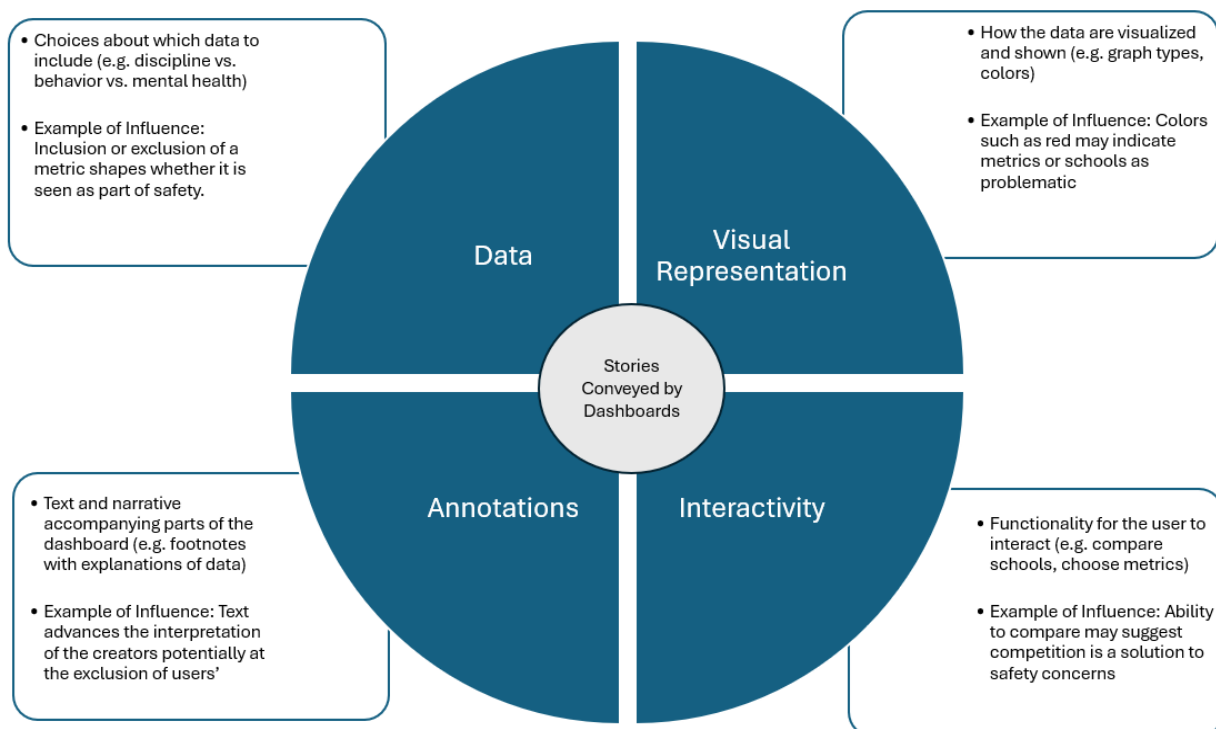 • Choices about which data to
include (e.g. discipline vs.
behavior vs. mental health)
• Example of Influence:
Inclusion or exclusion of a
metric shapes whether it is
seen as part of safety.
• How the data are visualized
and shown (e.g. graph types,
colors)
• Example of Influence: Colors
such as red may indicate
metrics or schools as
problematic
Data
Visual
Representation
Stories
Conveyed by
Dashboards
Annotations
Interactivity
• Text and narrative
accompanying parts of the
dashboard (e.g. footnotes
with explanations of data)
• Example of Influence: Text
advances the interpretation
of the creators potentially at
the exclusion of users’
• Functionality for the user to
interact (e.g. compare
schools, choose metrics)
• Example of Influence: Ability
to compare may suggest
competition is a solution to
safety concerns